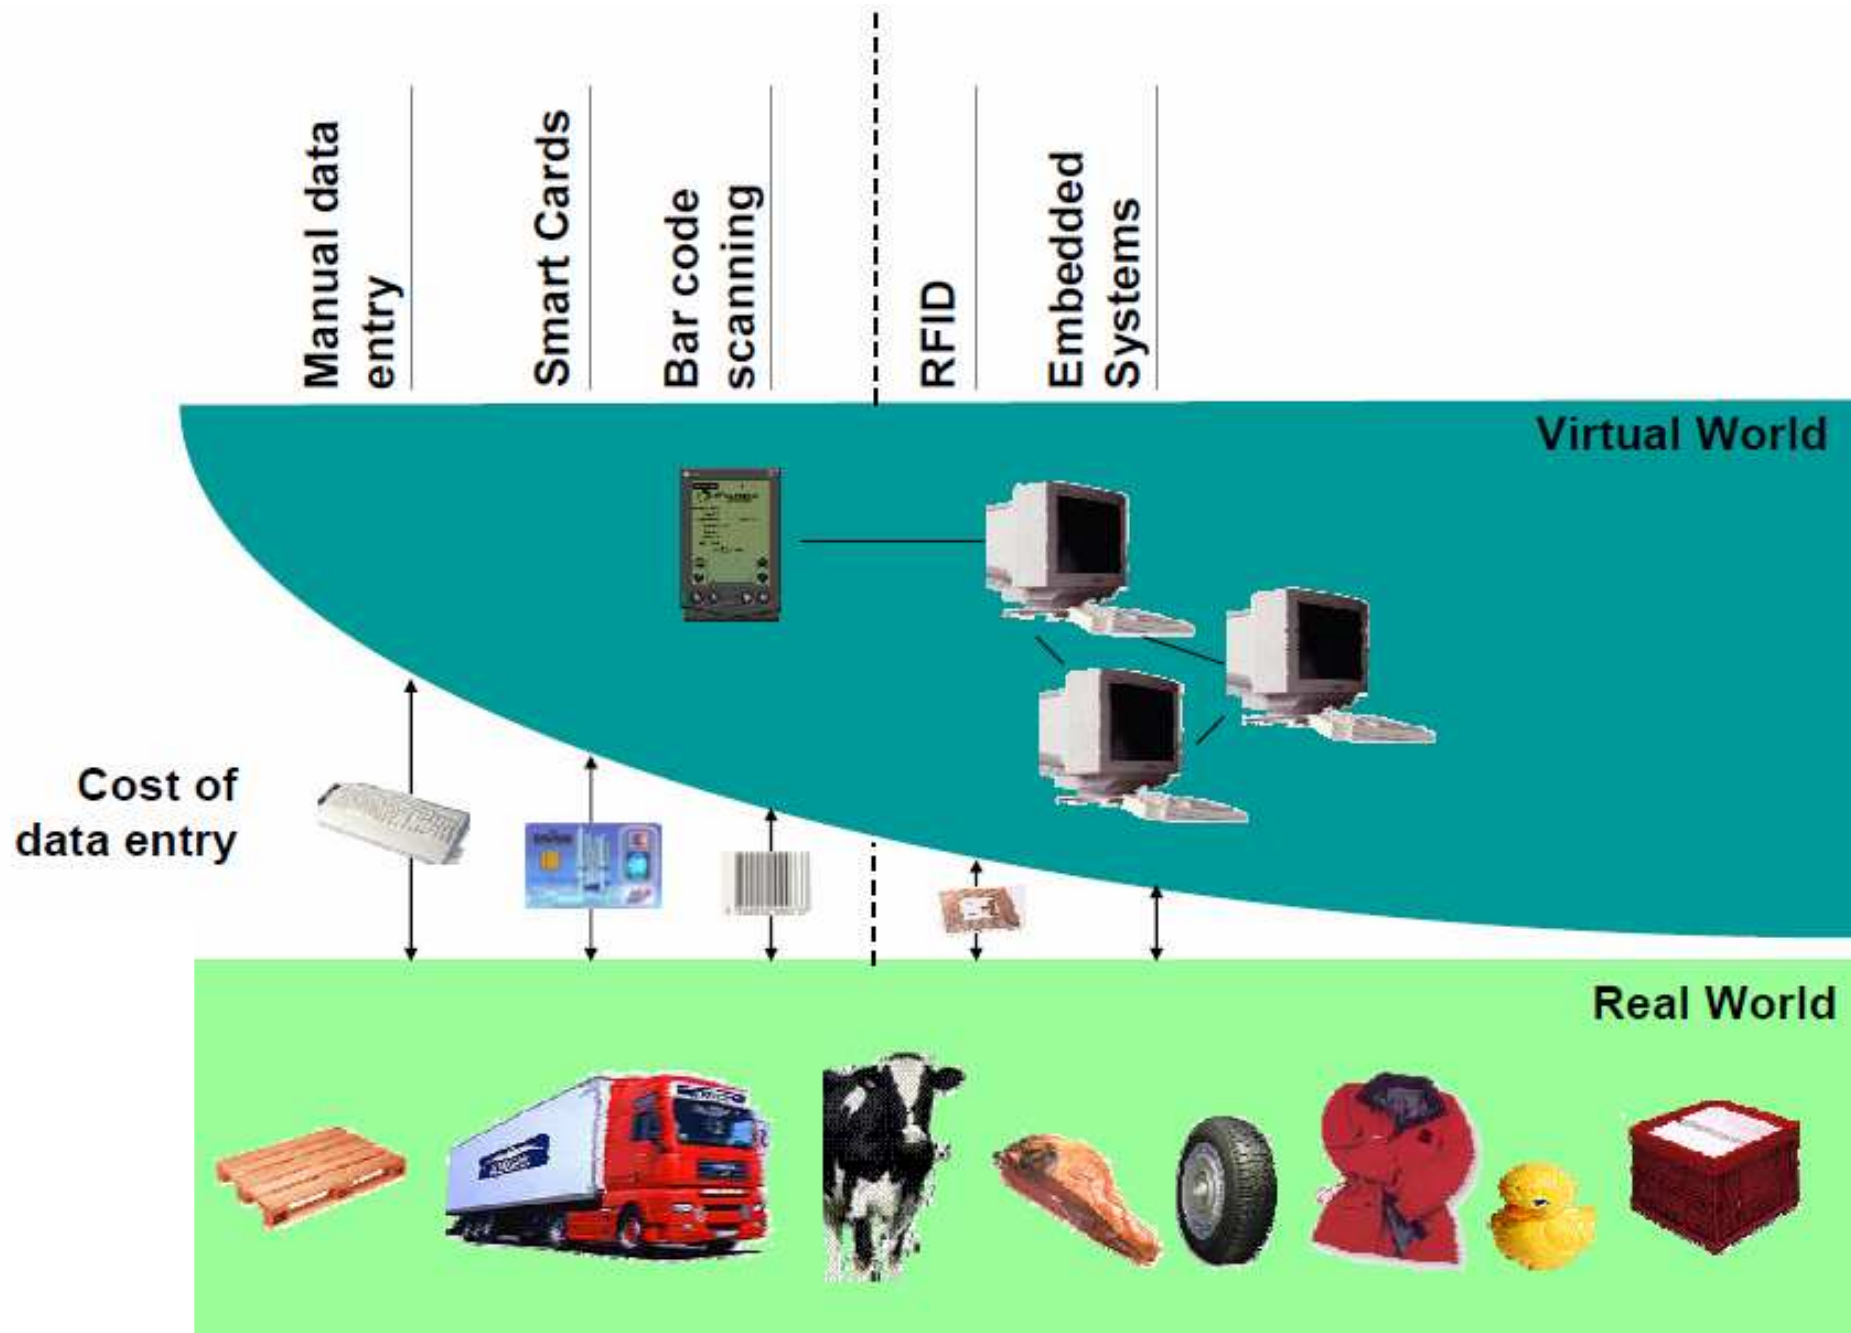 Manual data
entry
Smart Cards
Bar code
scanning
RFID
Embedded
Systems
Virtual World
Cost of
data entry
Real World